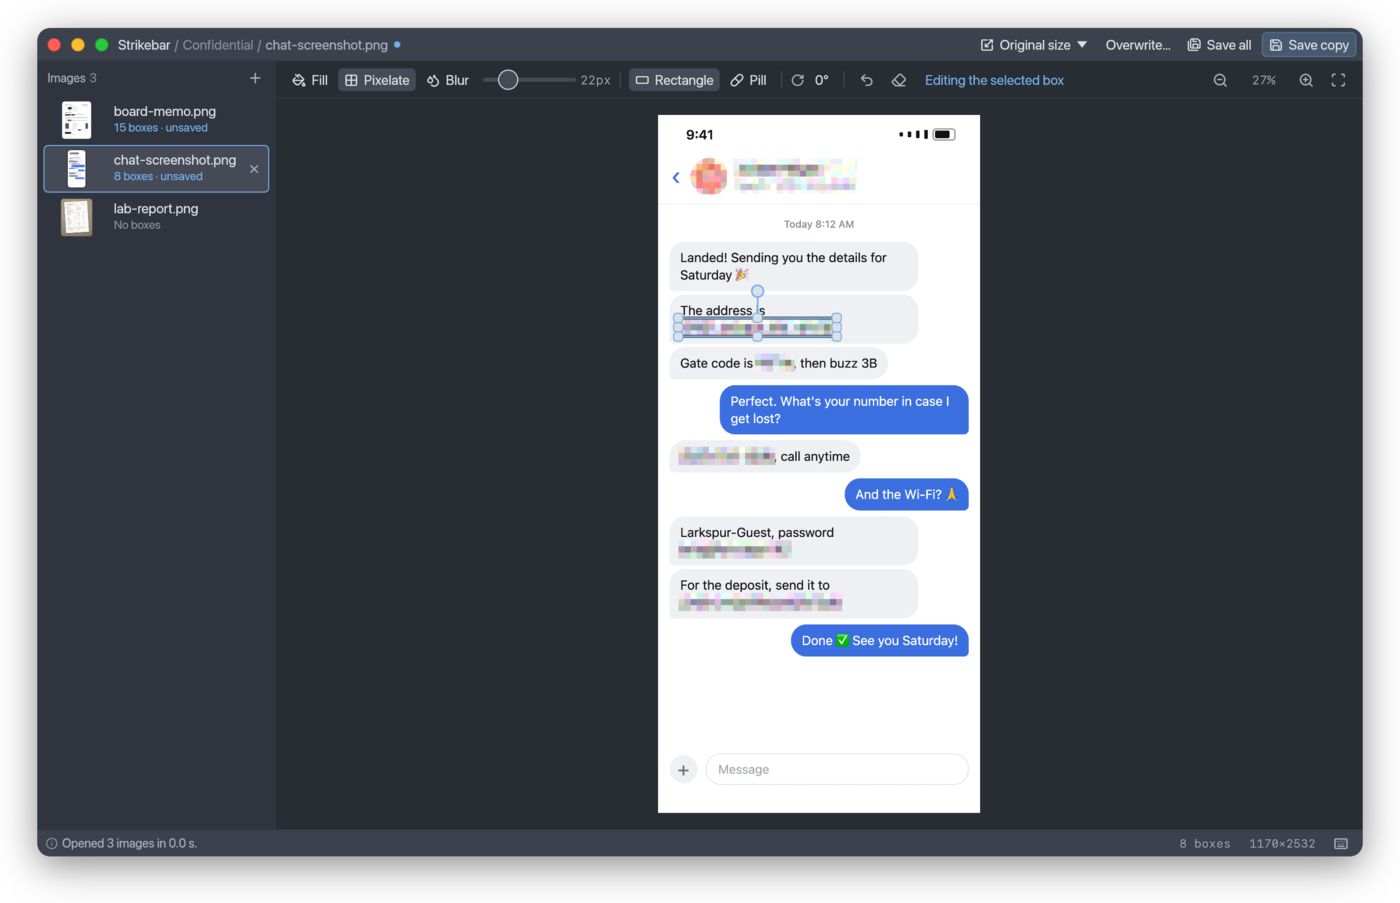 Strikebar / Confidential / chat-screenshot.png
Original size
Overwrite...
Save all
Save copy
Images 3
Fill
Pixelate
Blur
22px
Rectangle
Pill
0°
Editing the selected box
27%
board-memo.png
15 boxes · unsaved
chat-screenshot.png
8 boxes · unsaved
lab-report.png
No boxes
9:41
Today 8:12 AM
Landed! Sending you the details for
Saturday 🎉
The address is
Gate code is , then buzz 3B
Perfect. What's your number in case I
get lost?
, call anytime
And the Wi-Fi? 🙏
Larkspur-Guest, password
For the deposit, send it to
Done ✅ See you Saturday!
Message
Opened 3 images in 0.0 s.
8 boxes
1170×2532